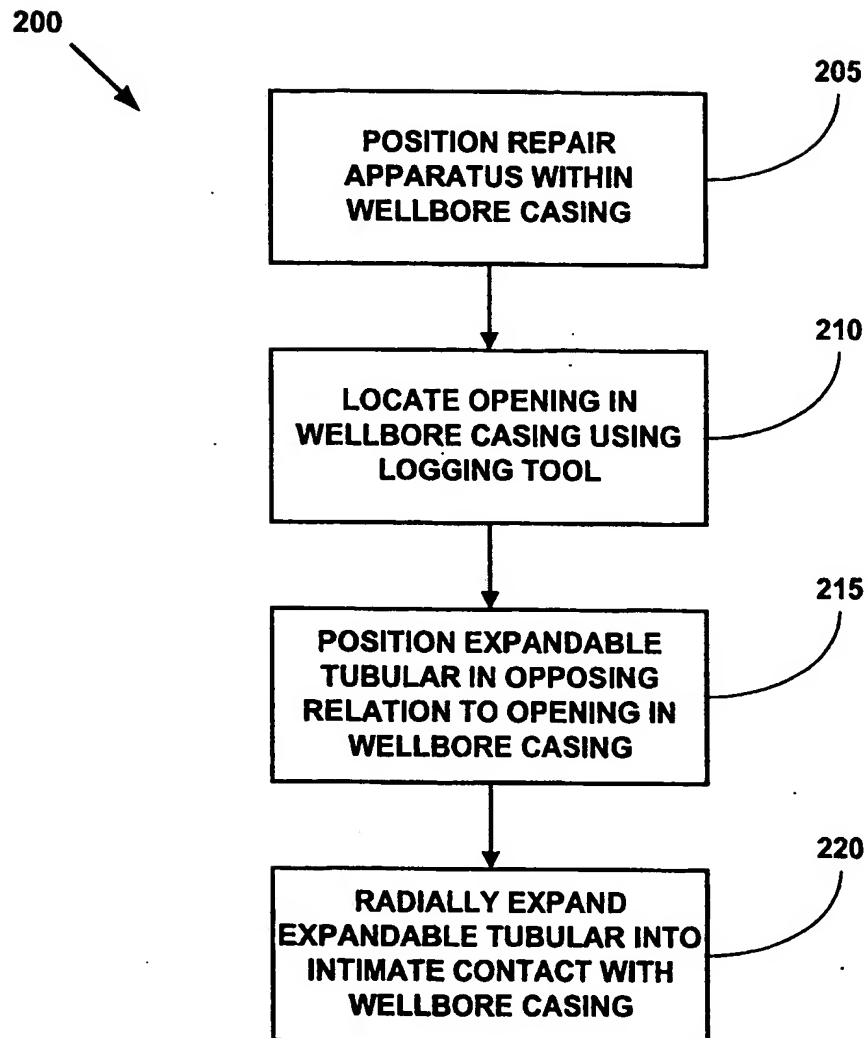 200
205
POSITION REPAIR
APPARATUS WITHIN
WELLBORE CASING
210
LOCATE OPENING IN
WELLBORE CASING USING
LOGGING TOOL
215
POSITION EXPANDABLE
TUBULAR IN OPPOSING
RELATION TO OPENING IN
WELLBORE CASING
220
RADIALLY EXPAND
EXPANDABLE TUBULAR INTO
INTIMATE CONTACT WITH
WELLBORE CASING